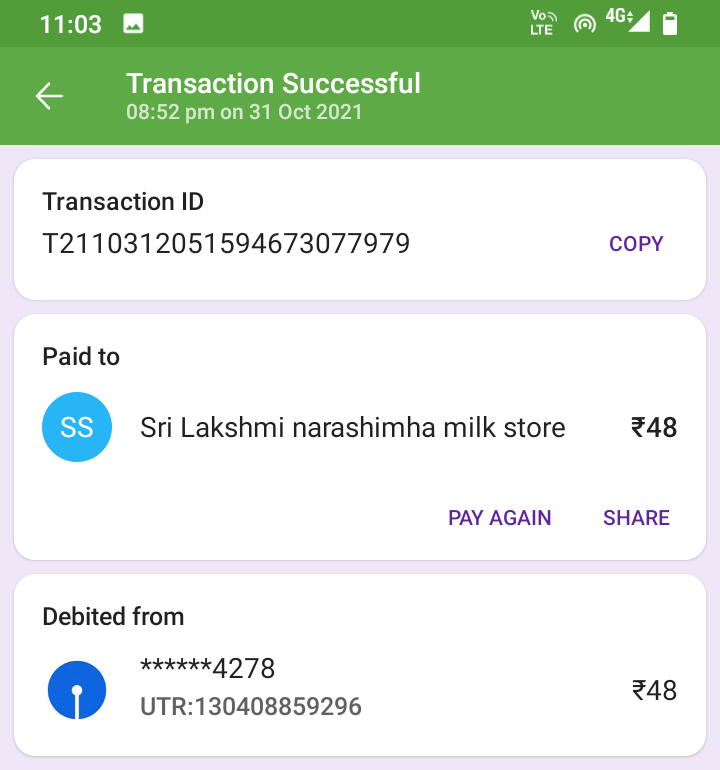 11:03
Vo LTE 4G
Transaction Successful
08:52 pm on 31 Oct 2021
Transaction ID
T2110312051594673077979
COPY
Paid to
SS
Sri Lakshmi narashimha milk store
₹48
PAY AGAIN
SHARE
Debited from
******4278
UTR:130408859296
₹48